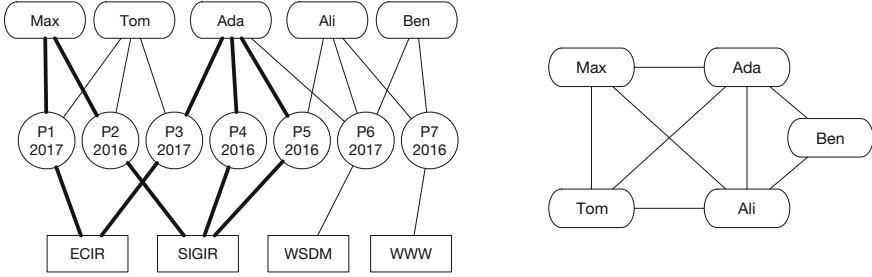 Max Tom Ada Ali Ben
P1 P2 P3 P4 P5 P6 P7
2017 2016 2017 2016 2016 2017 2016
ECIR SIGIR WSDM WWW
Max Ada
Ben
Tom Ali